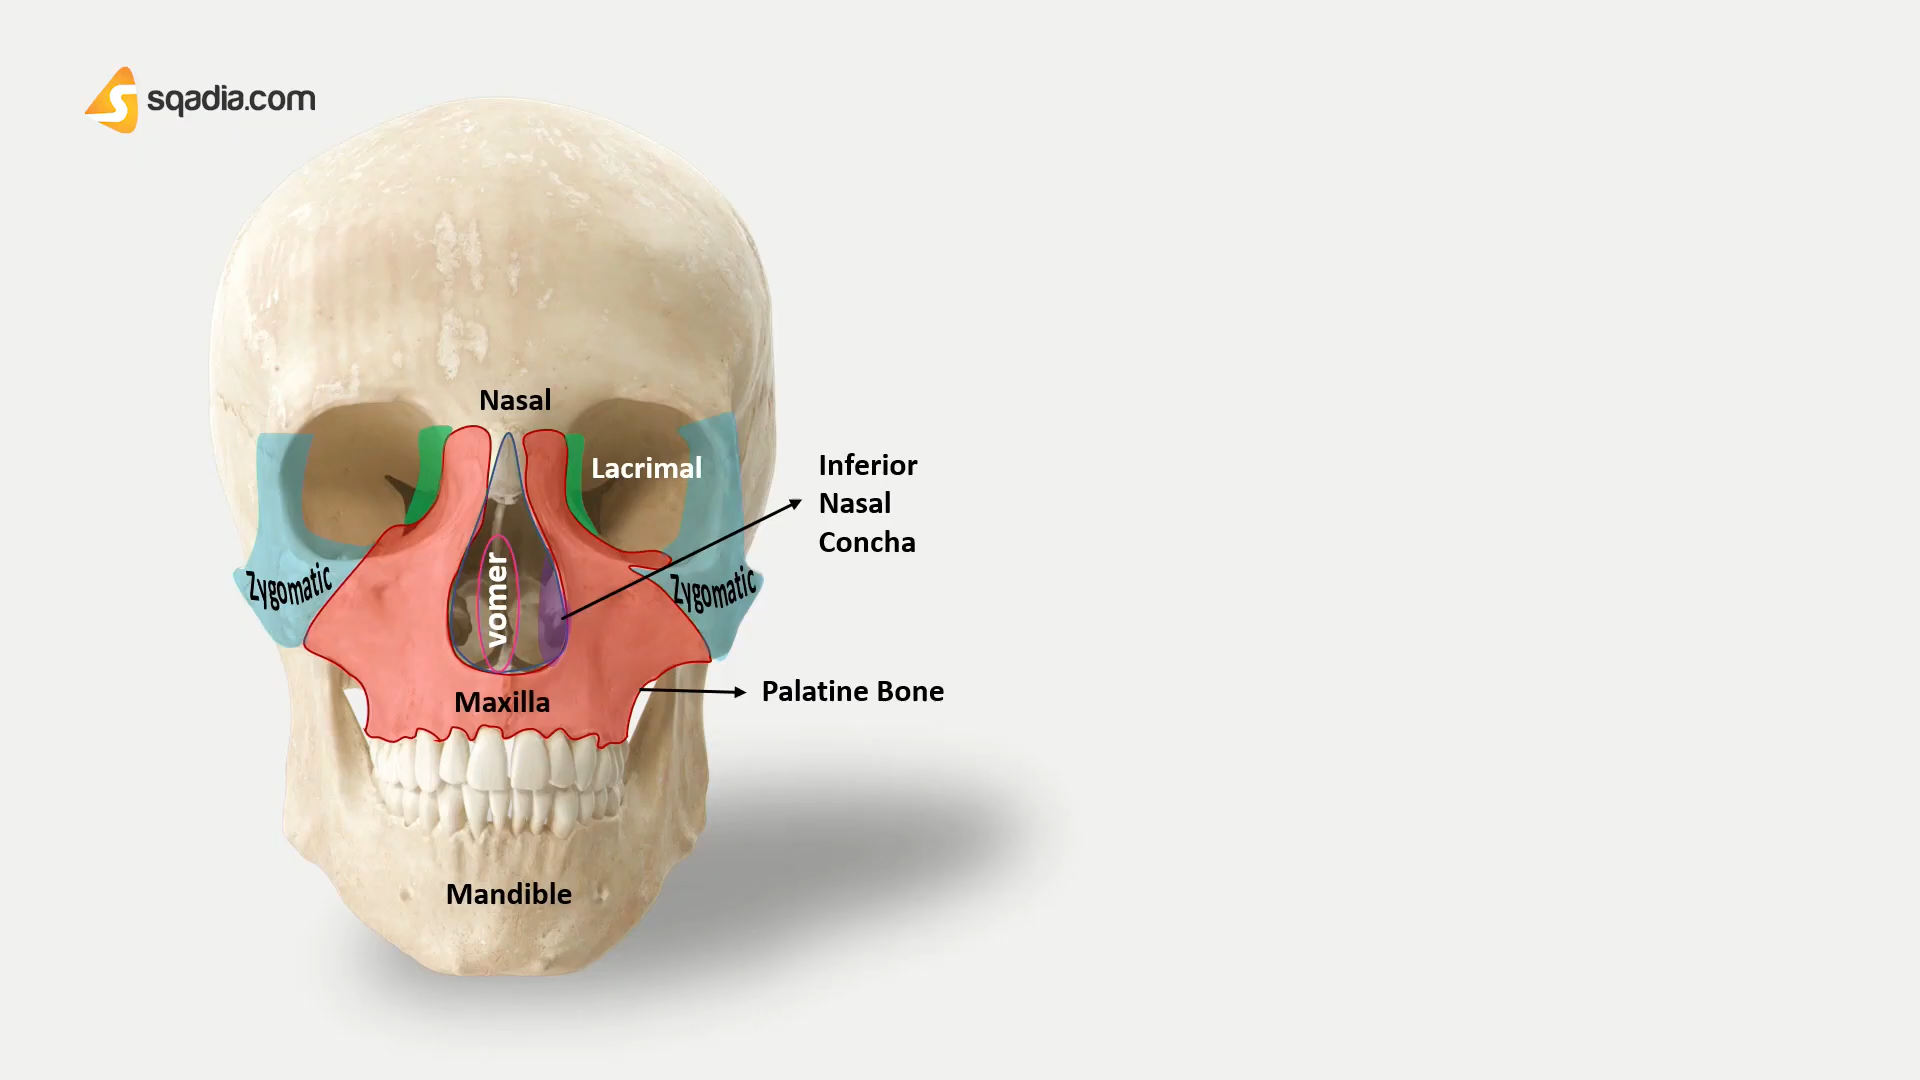 sqadia.com
Nasal
Lacrimal
Inferior
Nasal
Concha
Zygomatic
vomer
Zygomatic
Maxilla
Palatine Bone
Mandible